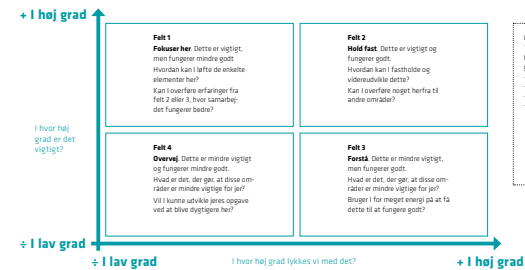 + I høj grad
Felt 1
Fokuser her. Dette er vigtigt,
men fungerer mindre godt
Hvordan kan I løfte de enkelte
elementer her?
Kan I overføre erfaringer fra
felt 2 eller 3, hvor samarbej-
det fungerer bedre?
Felt 2
Hold fast. Dette er vigtigt og
fungerer godt.
Hvordan kan I fastholde og
videreudvikle dette?
Kan I overføre noget herfra til
andre områder?
I hvor høj
grad er det
vigtigt?
Felt 4
Overvej. Dette er mindre vigtigt
og fungerer mindre godt.
Hvad er det, der gør, at disse om-
råder er mindre vigtige for jer?
Vil I kunne udvikle jeres opgave
ved at blive dygtigere her?
Felt 3
Forstå. Dette er mindre vigtigt,
men fungerer godt.
Hvad er det, der gør, at disse om-
råder er mindre vigtige for jer?
Bruger I for meget energi på at få
dette til at fungere godt?
÷ I lav grad
÷ I lav grad
I hvor høj grad lykkes vi med det?
+ I høj grad